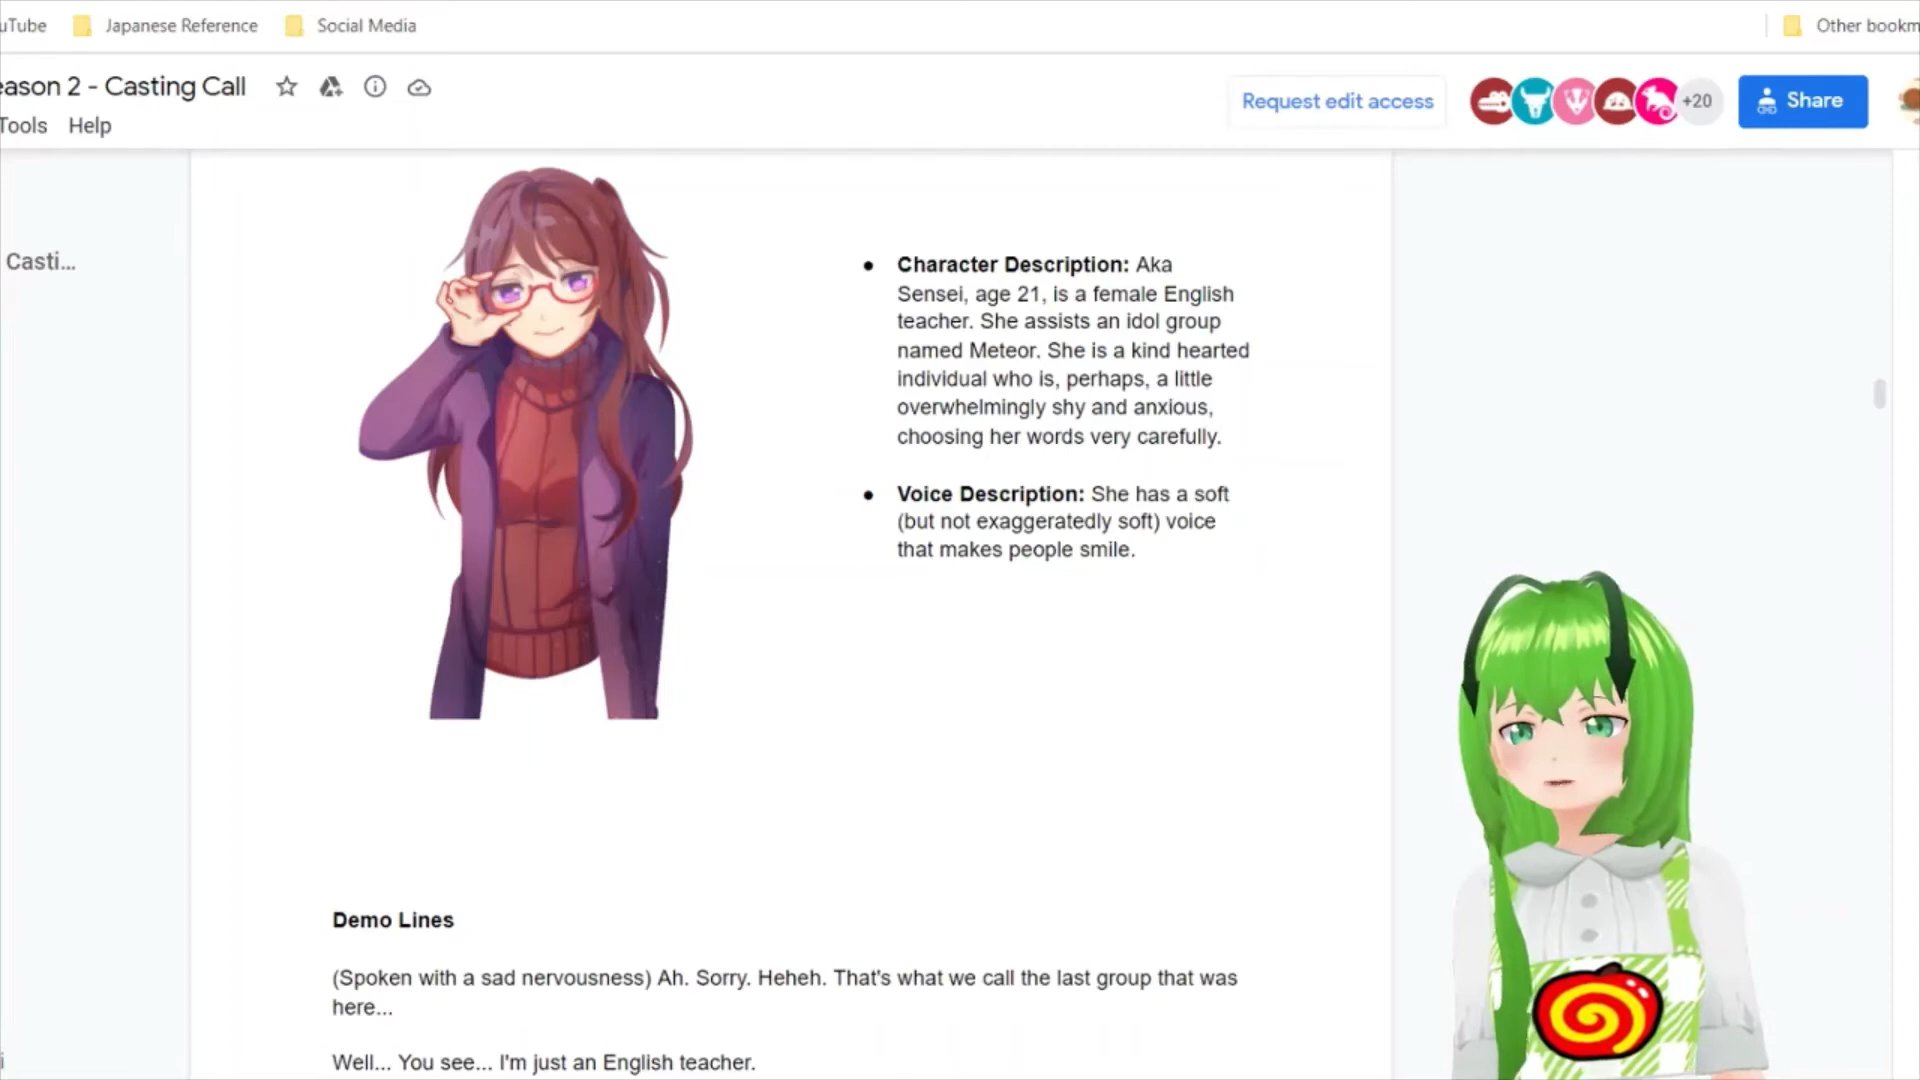 uTube Japanese Reference Social Media Other bookm
eason 2 - Casting Call
Request edit access +20 Share
Tools Help
Casti...
● Character Description: Aka
Sensei, age 21, is a female English
teacher. She assists an idol group
named Meteor. She is a kind hearted
individual who is, perhaps, a little
overwhelmingly shy and anxious,
choosing her words very carefully.
● Voice Description: She has a soft
(but not exaggeratedly soft) voice
that makes people smile.
Demo Lines
(Spoken with a sad nervousness) Ah. Sorry. Heheh. That's what we call the last group that was
here...
Well... You see... I'm just an English teacher.